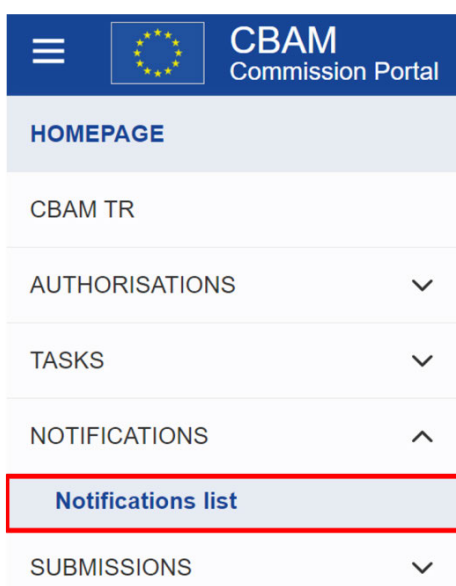 CBAM
Commission Portal
HOMEPAGE
CBAM TR
AUTHORISATIONS
TASKS
NOTIFICATIONS
Notifications list
SUBMISSIONS